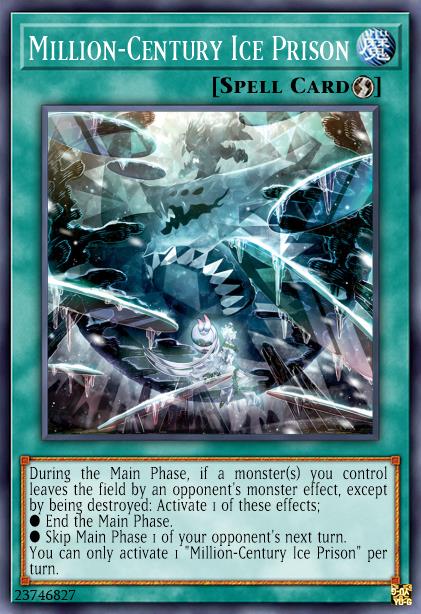 Million-Century Ice Prison
[Spell Card]
During the Main Phase, if a monster(s) you control
leaves the field by an opponent's monster effect, except
by being destroyed: Activate 1 of these effects;
● End the Main Phase.
● Skip Main Phase 1 of your opponent's next turn.
You can only activate 1 "Million-Century Ice Prison" per
turn.
23746827